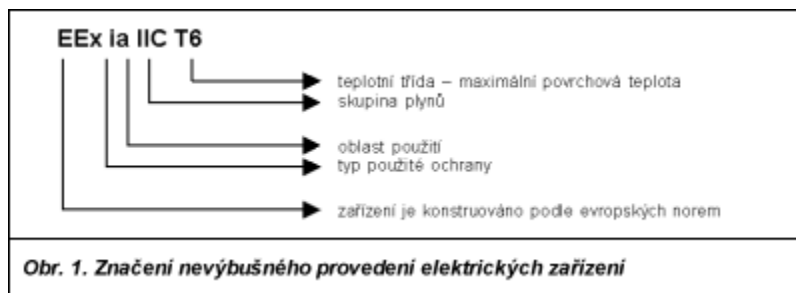 EEx ia IIC T6
teplotní třída – maximální povrchová teplota
skupina plynů
oblast použití
typ použité ochrany
zařízení je konstruováno podle evropských norem
Obr. 1. Značení nevýbušného provedení elektrických zařízení